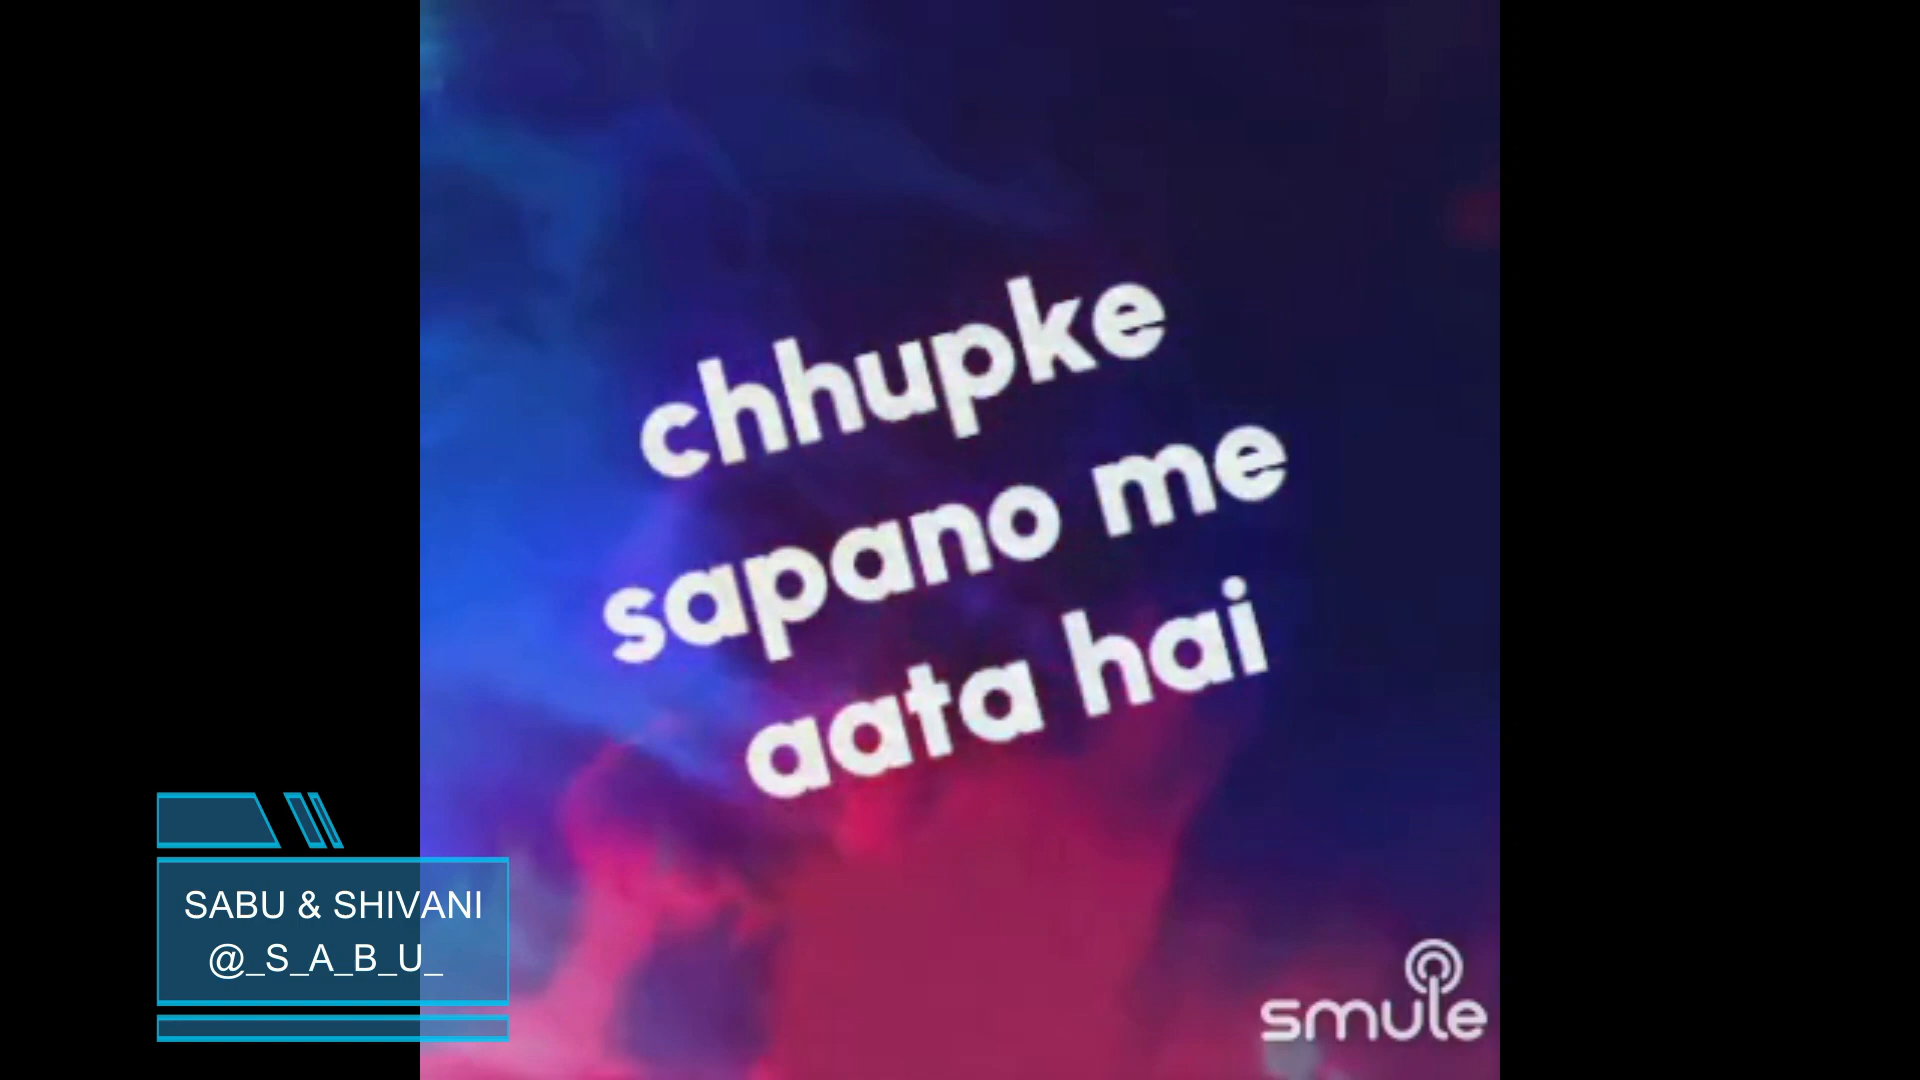 chhupke
sapano me
aata hai
SABU & SHIVANI
@_S_A_B_U_
smule